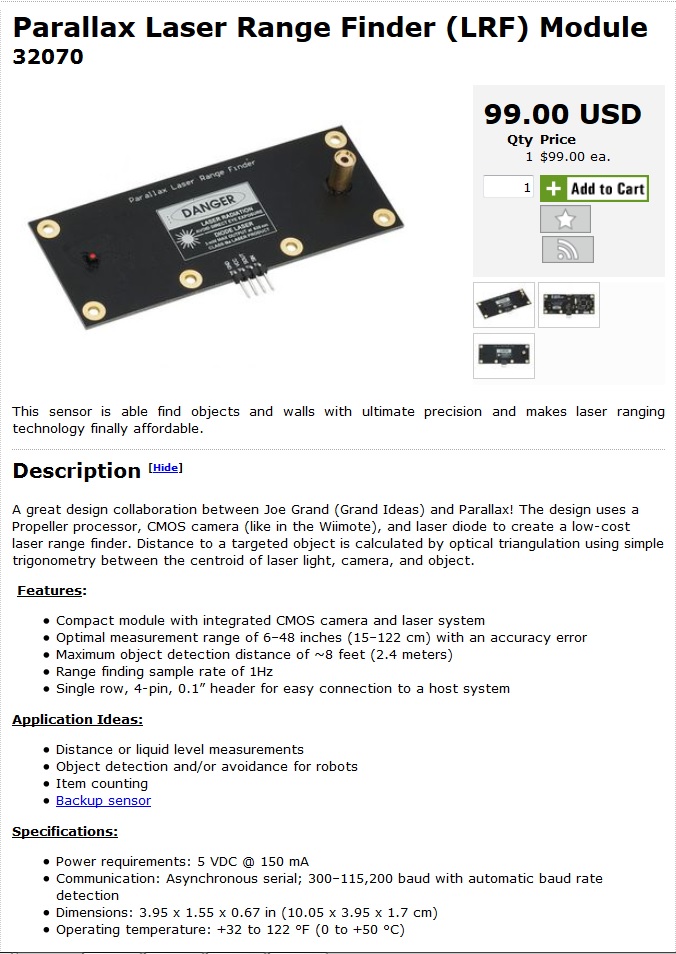 Parallax Laser Range Finder (LRF) Module
32070
99.00 USD
Qty Price
1 $99.00 ea.
1 Add to Cart
Parallax Laser Range Finder
DANGER
LASER RADIATION
AVOID DIRECT EYE EXPOSURE
DIODE LASER
This sensor is able find objects and walls with ultimate precision and makes laser ranging
technology finally affordable.
Description [Hide]
A great design collaboration between Joe Grand (Grand Ideas) and Parallax! The design uses a
Propeller processor, CMOS camera (like in the Wiimote), and laser diode to create a low-cost
laser range finder. Distance to a targeted object is calculated by optical triangulation using simple
trigonometry between the centroid of laser light, camera, and object.
Features:
• Compact module with integrated CMOS camera and laser system
• Optimal measurement range of 6–48 inches (15–122 cm) with an accuracy error
• Maximum object detection distance of ~8 feet (2.4 meters)
• Range finding sample rate of 1Hz
• Single row, 4-pin, 0.1” header for easy connection to a host system
Application Ideas:
• Distance or liquid level measurements
• Object detection and/or avoidance for robots
• Item counting
• Backup sensor
Specifications:
• Power requirements: 5 VDC @ 150 mA
• Communication: Asynchronous serial; 300–115,200 baud with automatic baud rate
detection
• Dimensions: 3.95 x 1.55 x 0.67 in (10.05 x 3.95 x 1.7 cm)
• Operating temperature: +32 to 122 °F (0 to +50 °C)